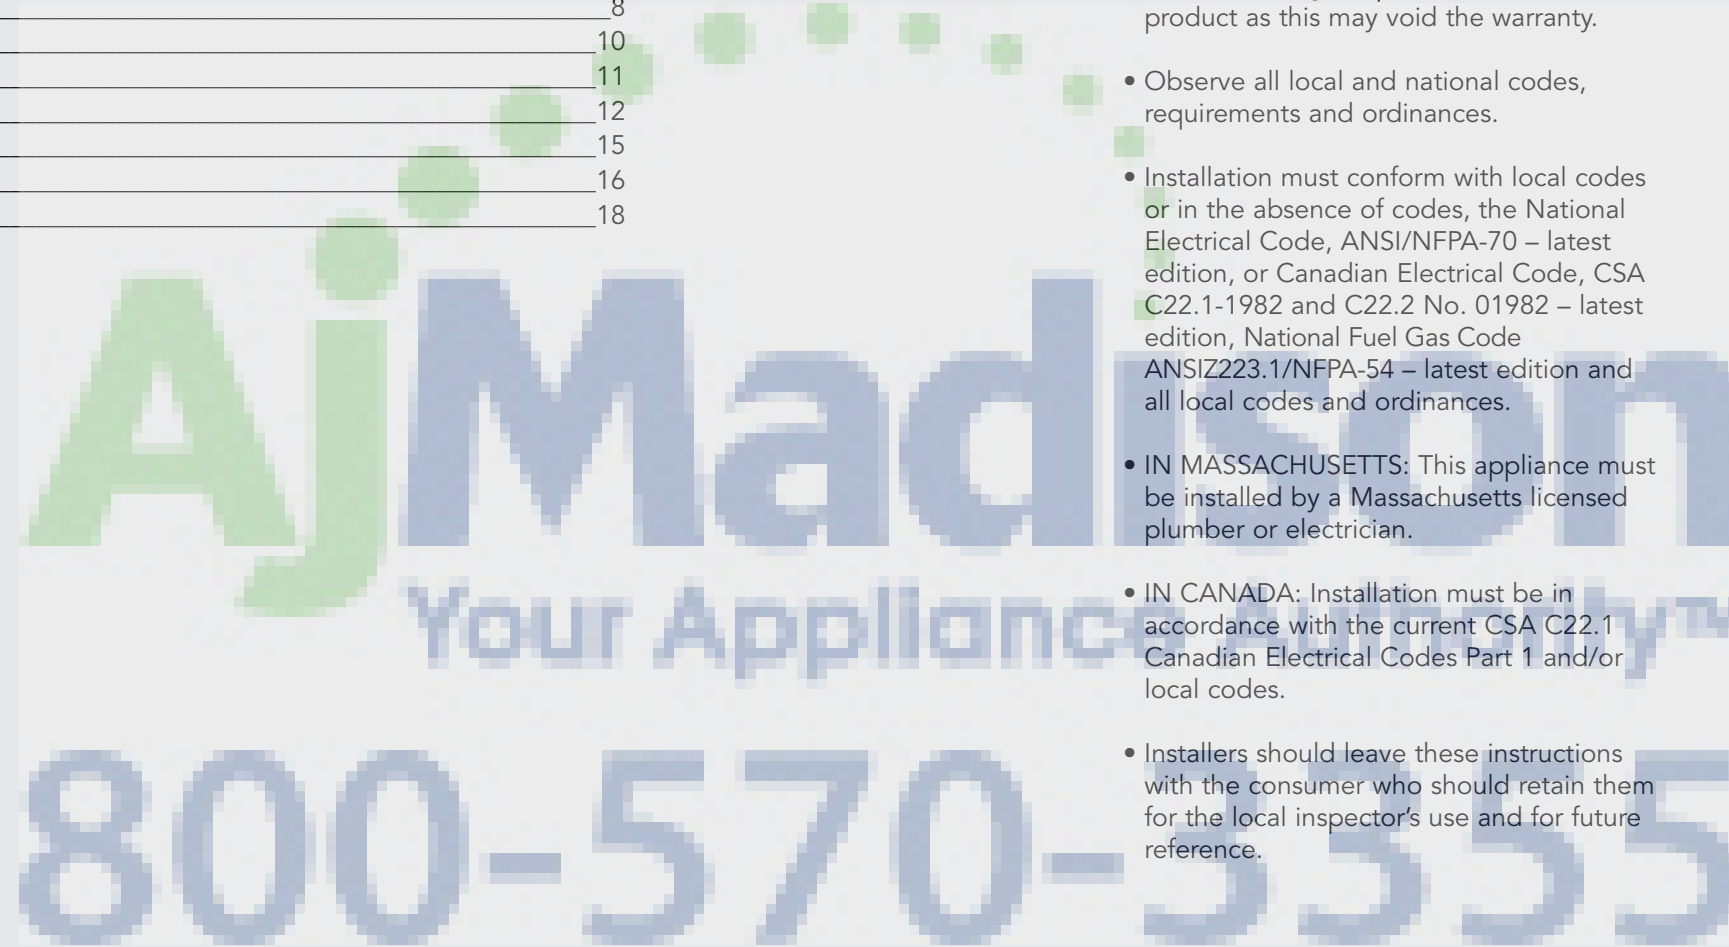 8
10
11
12
15
16
18
product as this may void the warranty.
• Observe all local and national codes,
requirements and ordinances.
• Installation must conform with local codes
or in the absence of codes, the National
Electrical Code, ANSI/NFPA-70 – latest
edition, or Canadian Electrical Code, CSA
C22.1-1982 and C22.2 No. 01982 – latest
edition, National Fuel Gas Code
ANSIZ223.1/NFPA-54 – latest edition and
all local codes and ordinances.
• IN MASSACHUSETTS: This appliance must
be installed by a Massachusetts licensed
plumber or electrician.
• IN CANADA: Installation must be in
accordance with the current CSA C22.1
Canadian Electrical Codes Part 1 and/or
local codes.
• Installers should leave these instructions
with the consumer who should retain them
for the local inspector’s use and for future
reference.
AjMadison
Your Appliance Authority™
800-570-3355